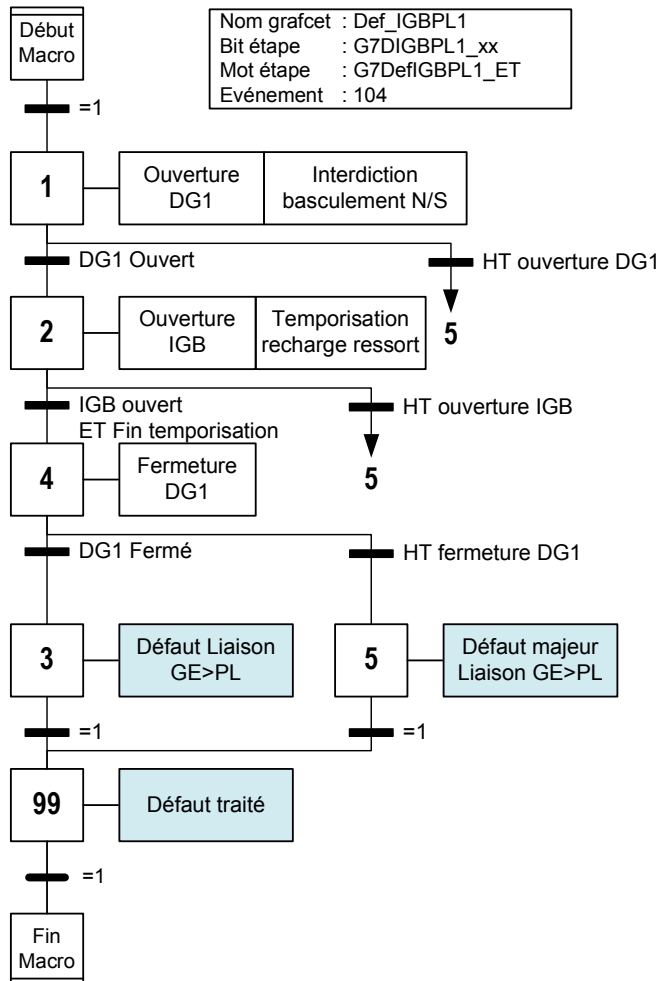 Début
Macro
Nom grafcet : Def_IGBPL1
Bit étape : G7DIGBPL1_xx
Mot étape : G7DefIGBPL1_ET
Evénement : 104
=1
1
Ouverture
DG1
Interdiction
basculement N/S
DG1 Ouvert
HT ouverture DG1
2
Ouverture
IGB
Temporisation
recharge ressort
5
IGB ouvert
ET Fin temporisation
HT ouverture IGB
4
Fermeture
DG1
5
DG1 Fermé
HT fermeture DG1
3
Défaut Liaison
GE>PL
5
Défaut majeur
Liaison GE>PL
=1
=1
99
Défaut traité
=1
Fin
Macro